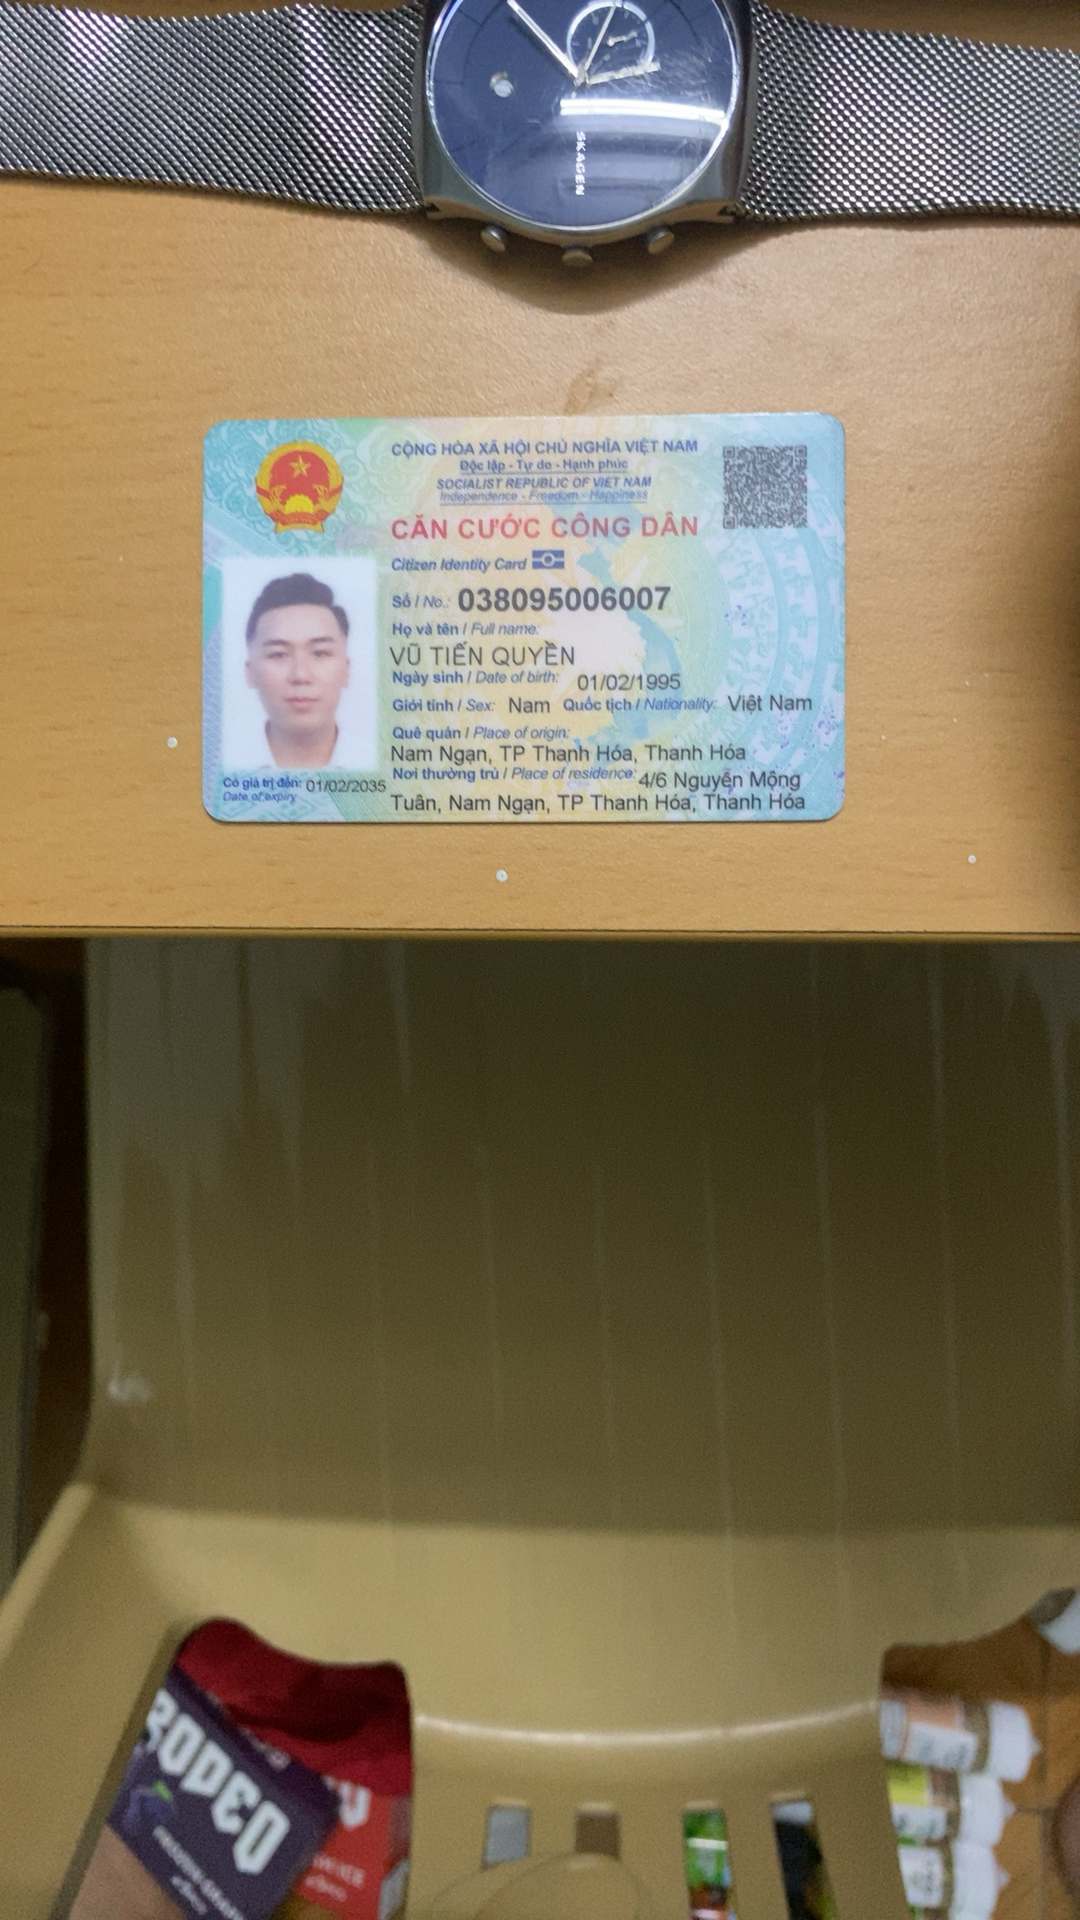 SKAGEN
CỘNG HÒA XÃ HỘI CHỦ NGHĨA VIỆT NAM
Độc lập - Tự do - Hạnh phúc
SOCIALIST REPUBLIC OF VIET NAM
Independence - Freedom - Happiness
CĂN CƯỚC CÔNG DÂN
Citizen Identity Card
Số / No.: 038095006007
Họ và tên / Full name:
VŨ TIẾN QUYỀN
Ngày sinh / Date of birth: 01/02/1995
Giới tính / Sex: Nam Quốc tịch / Nationality: Việt Nam
Quê quán / Place of origin:
Nam Ngạn, TP Thanh Hóa, Thanh Hóa
Nơi thường trú / Place of residence: 4/6 Nguyễn Mộng
Tuân, Nam Ngạn, TP Thanh Hóa, Thanh Hóa
Có giá trị đến: 01/02/2035
Date of expiry
RODEO